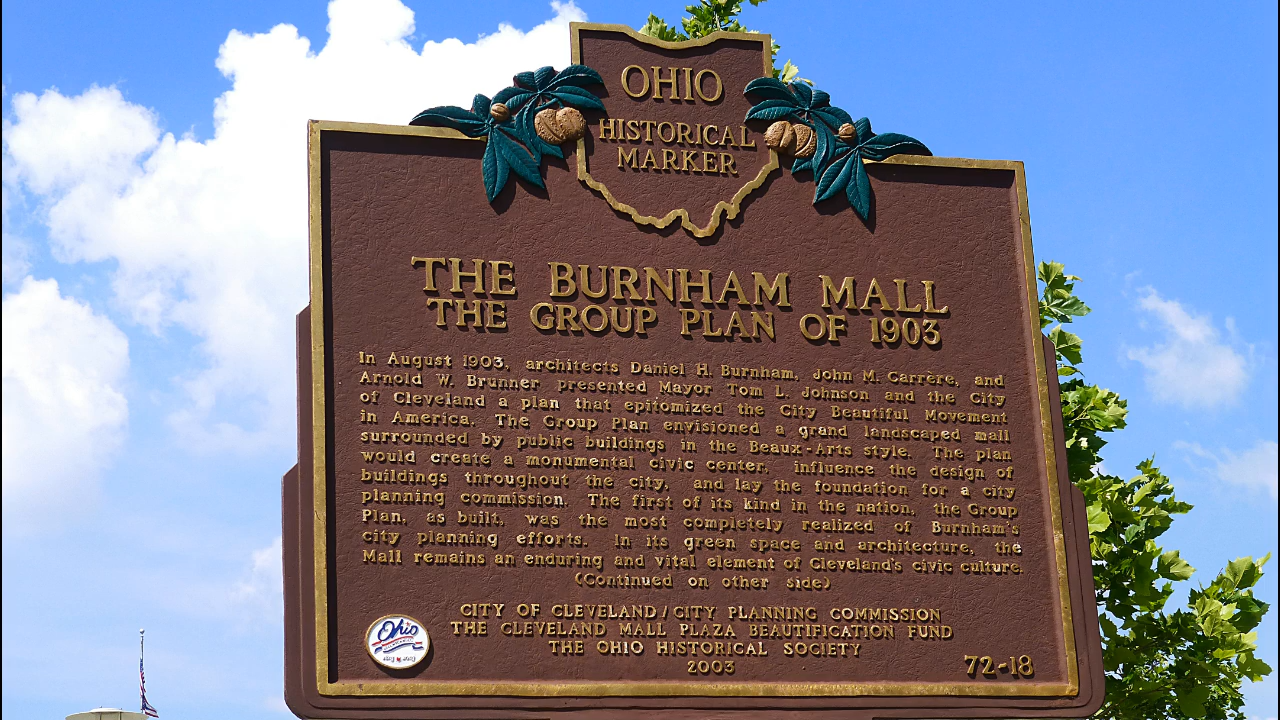 OHIO
HISTORICAL
MARKER
THE BURNHAM MALL
THE GROUP PLAN OF 1903
In August 1903, architects Daniel H. Burnham, John M. Carrère, and
Arnold W. Brunner presented Mayor Tom L. Johnson and the City
of Cleveland a plan that epitomized the City Beautiful Movement
in America. The Group Plan envisioned a grand landscaped mall
surrounded by public buildings in the Beaux-Arts style. The plan
would create a monumental civic center, influence the design of
buildings throughout the city, and lay the foundation for a city
planning commission. The first of its kind in the nation, the Group
Plan, as built, was the most completely realized of Burnham's
city planning efforts. In its green space and architecture, the
Mall remains an enduring and vital element of Cleveland's civic culture.
(Continued on other side)
CITY OF CLEVELAND/CITY PLANNING COMMISSION
THE CLEVELAND MALL PLAZA BEAUTIFICATION FUND
THE OHIO HISTORICAL SOCIETY
2003
72-18
Ohio